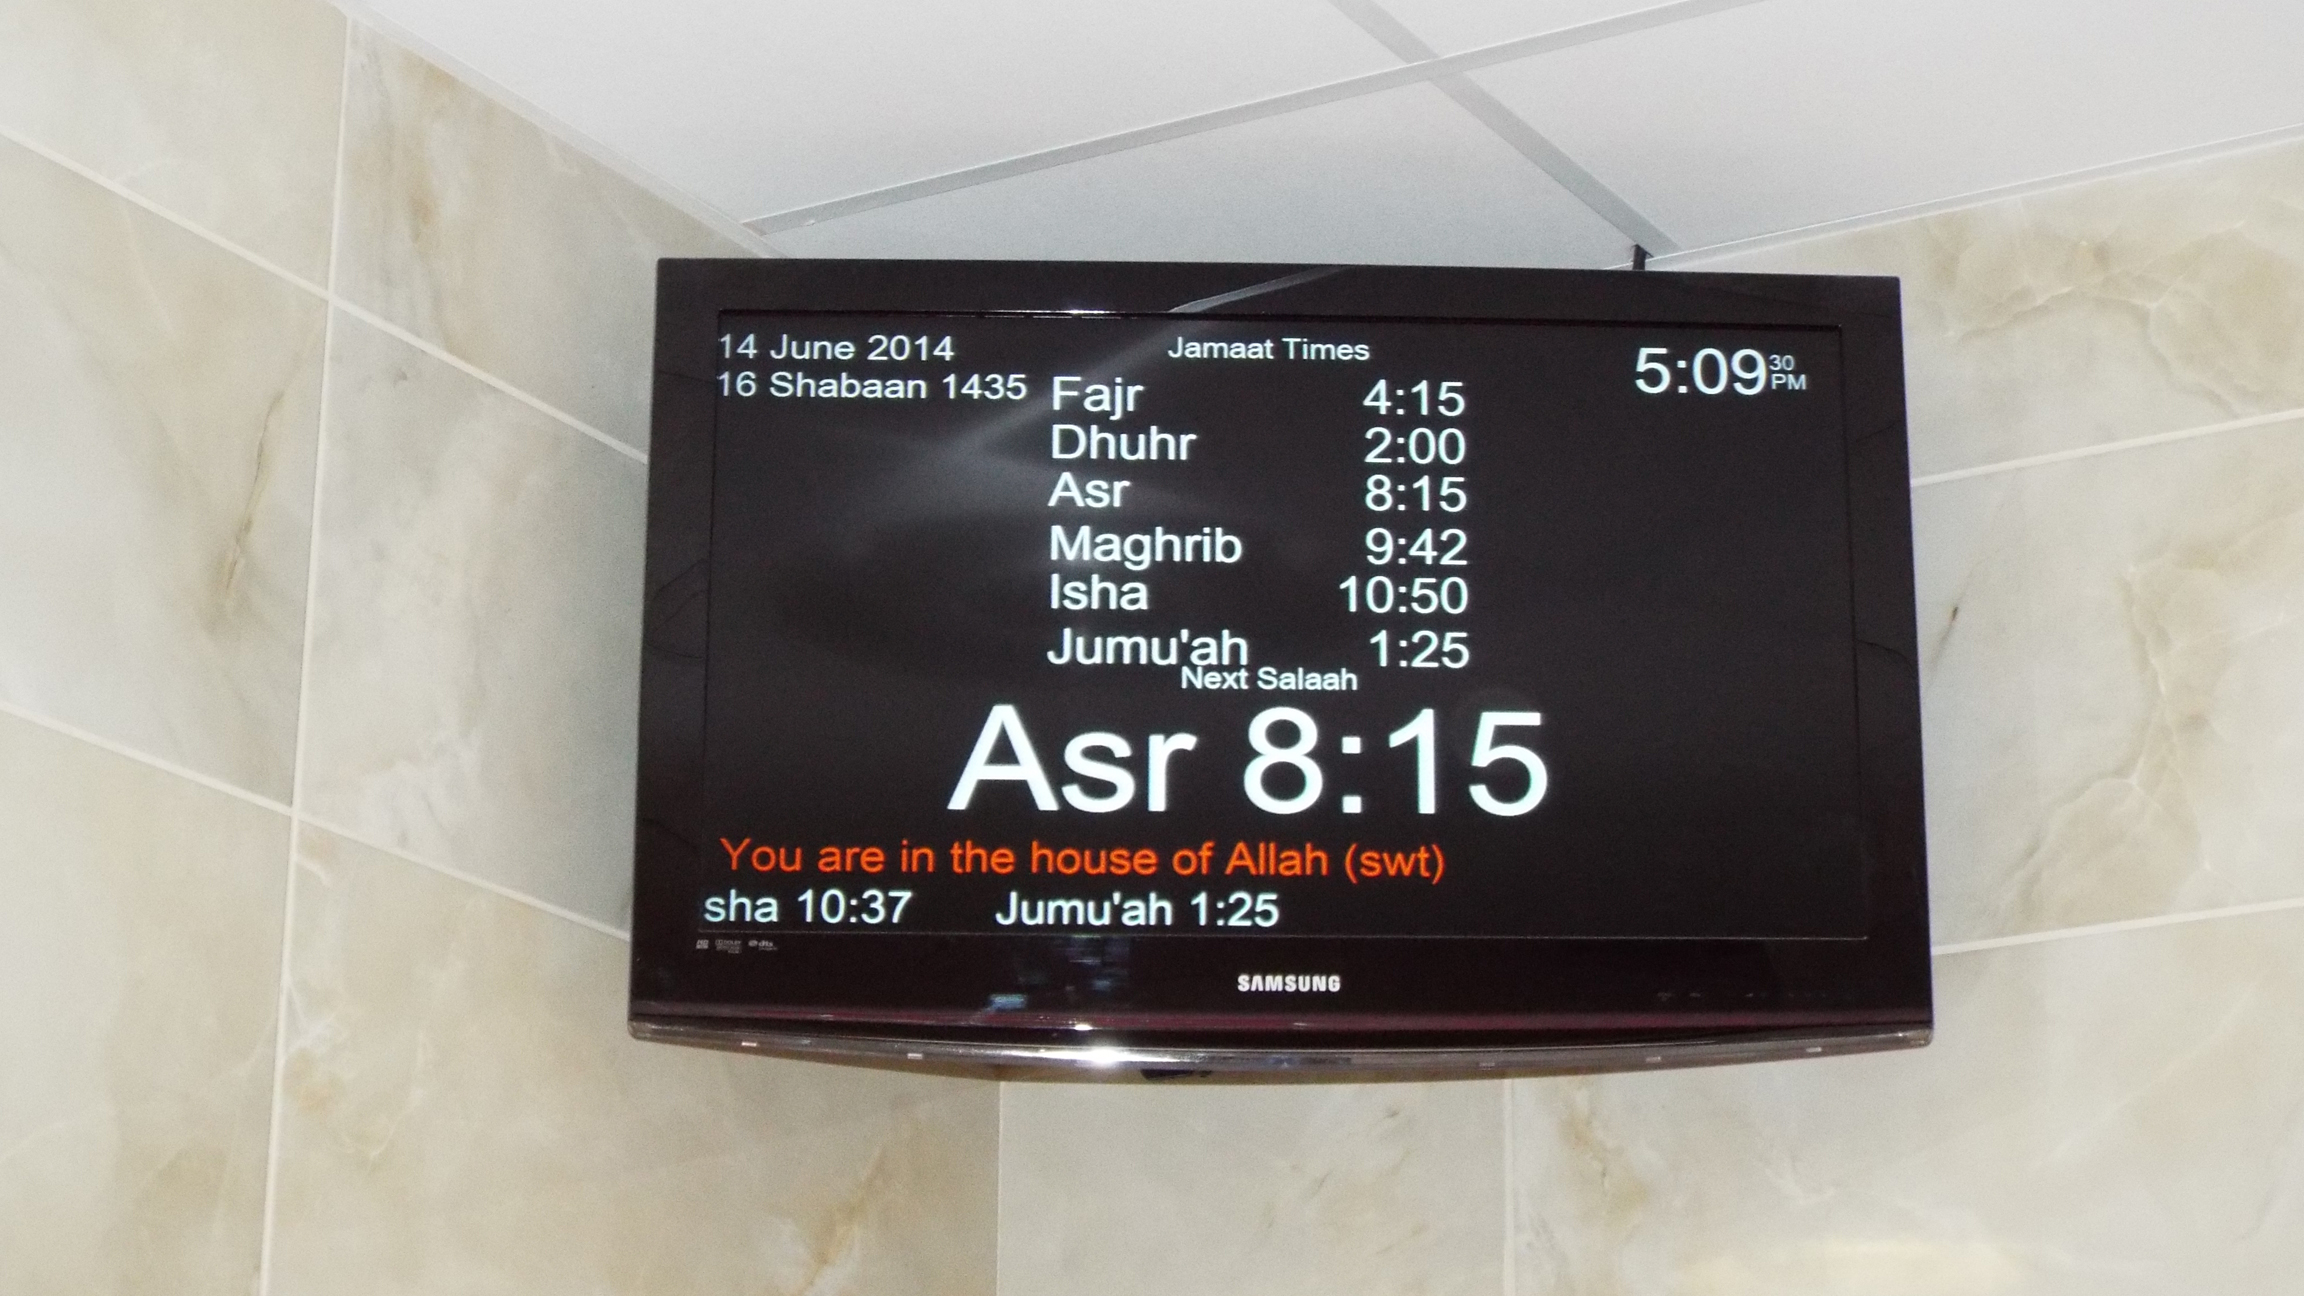 14 June 2014
16 Shabaan 1435
Jamaat Times
5:09 30 PM
Fajr 4:15
Dhuhr 2:00
Asr 8:15
Maghrib 9:42
Isha 10:50
Jumu'ah 1:25
Next Salaah
Asr 8:15
You are in the house of Allah (swt)
sha 10:37 Jumu'ah 1:25
SAMSUNG